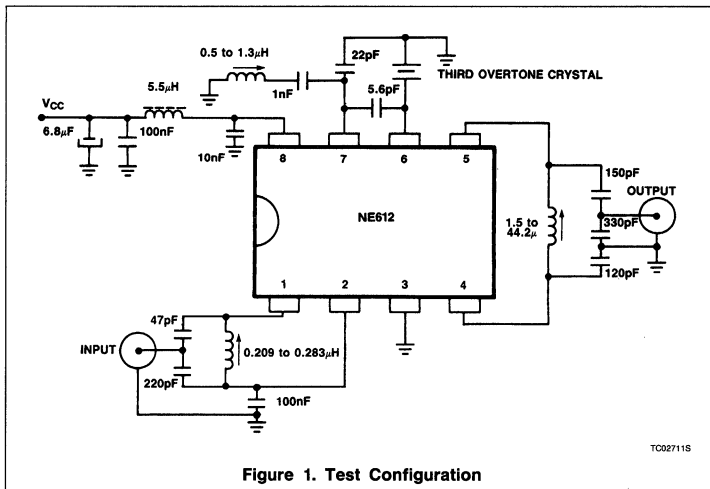 0.5 to 1.3µH
22pF
THIRD OVERTONE CRYSTAL
5.5µH
1nF
5.6pF
VCC
6.8µF
100nF
10nF
8
7
6
5
150pF
OUTPUT
NE612
1.5 to
44.2µ
330pF
120pF
1
2
3
4
47pF
INPUT
0.209 to 0.283µH
220pF
100nF
TC02711S
Figure 1. Test Configuration